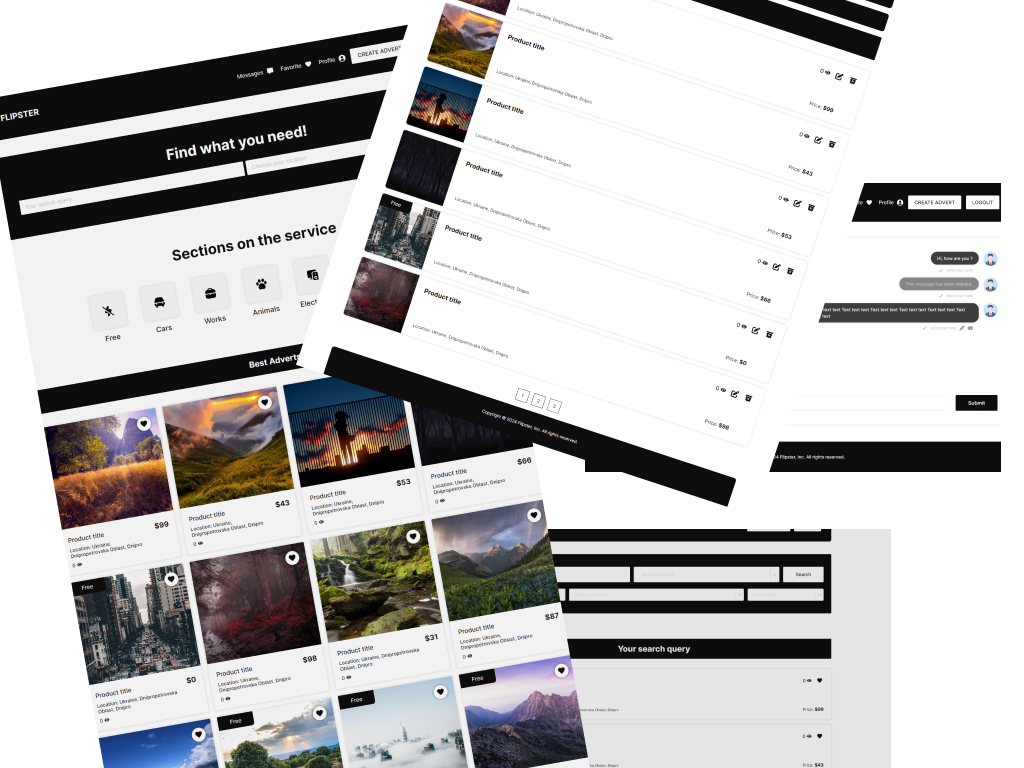 FLIPSTER
Messages
Favorite
Profile
CREATE ADVERT
Find what you need!
Your search query
Choose your location
Sections on the service
Free
Cars
Works
Animals
Elect
Best Adverts
Product title
$99
Location: Ukraine,
Dnipropetrovska Oblast, Dnipro
0
Product title
$43
Location: Ukraine,
Dnipropetrovska Oblast, Dnipro
0
Product title
$53
Location: Ukraine,
Dnipropetrovska Oblast, Dnipro
0
Product title
$66
Location: Ukraine,
Dnipropetrovska Oblast, Dnipro
0
Free
Product title
$0
Location: Ukraine, Dnipropetrovska
Oblast, Dnipro
0
Product title
$98
Location: Ukraine,
Dnipropetrovska Oblast, Dnipro
0
Product title
$31
Location: Ukraine, Dnipropetrovska
Oblast, Dnipro
0
Product title
$87
Location: Ukraine,
Dnipropetrovska Oblast, Dnipro
0
Free
Free
Free
Location: Ukraine, Dnipropetrovska Oblast, Dnipro
0
Price: $99
Product title
Location: Ukraine, Dnipropetrovska Oblast, Dnipro
0
Price: $43
Product title
Location: Ukraine, Dnipropetrovska Oblast, Dnipro
0
Price: $53
Product title
Location: Ukraine, Dnipropetrovska Oblast, Dnipro
0
Price: $66
Free
Product title
Location: Ukraine, Dnipropetrovska Oblast, Dnipro
0
Price: $0
Product title
Location: Ukraine, Dnipropetrovska Oblast, Dnipro
0
Price: $98
1 2 3
Copyright © 2024 Flipster, Inc. All rights reserved.
Profile
CREATE ADVERT
LOGOUT
Hi, how are you ?
This message has been deleted.
text Text text Text text Text text Text text Text text Text text Text
text
Submit
24 Flipster, Inc. All rights reserved.
Search
Your search query
0
Price: $99
0
Price: $43